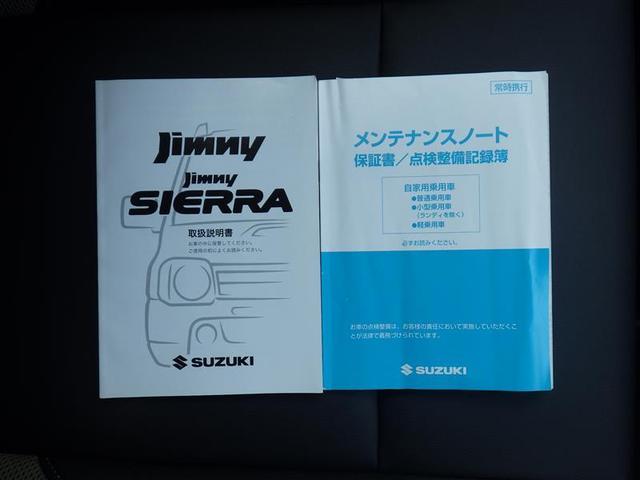 Jimny
Jimny
SIERRA
取扱説明書
お車の中に保管してください。
ご使用の前によくお読みください。
SUZUKI
常時携行
メンテナンスノート
保証書／点検整備記録簿
自家用乗用車
●普通乗用車
●小型乗用車
（ランディを除く）
●軽乗用車
必ずお読みください。
お車の点検整備は、お客様の責任において実施していただくこ
とが法律で義務づけられています。
SUZUKI